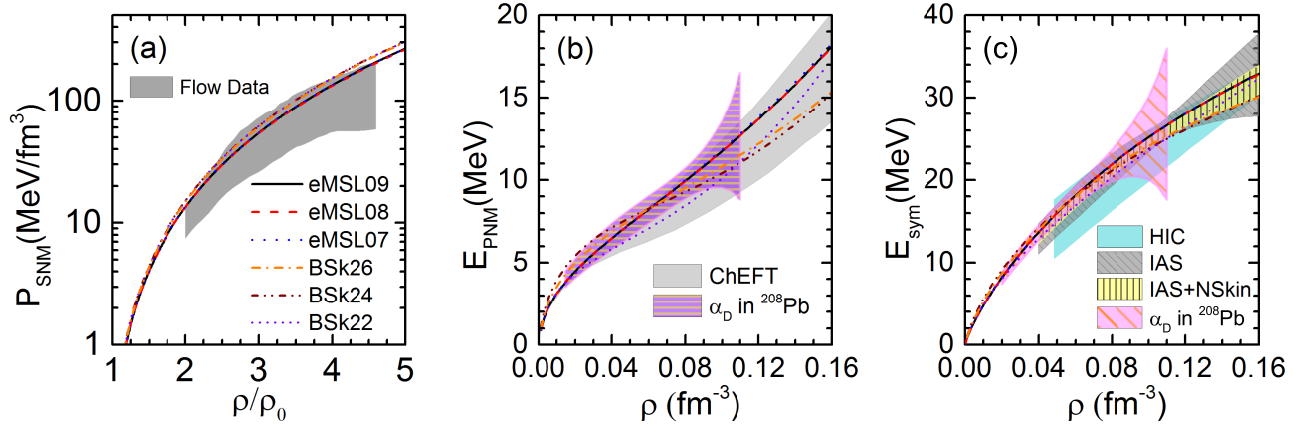 (a)
Flow Data
eMSL09
eMSL08
eMSL07
BSk26
BSk24
BSk22
P_SNM(MeV/fm³)
100
10
1
1 2 3 4 5
ρ/ρ₀
(b)
ChEFT
α_D in ²⁰⁸Pb
E_PNM(MeV)
20
15
10
5
0
0.00 0.04 0.08 0.12 0.16
ρ (fm⁻³)
(c)
HIC
IAS
IAS+NSkin
α_D in ²⁰⁸Pb
E_sym(MeV)
40
30
20
10
0
0.00 0.04 0.08 0.12 0.16
ρ (fm⁻³)